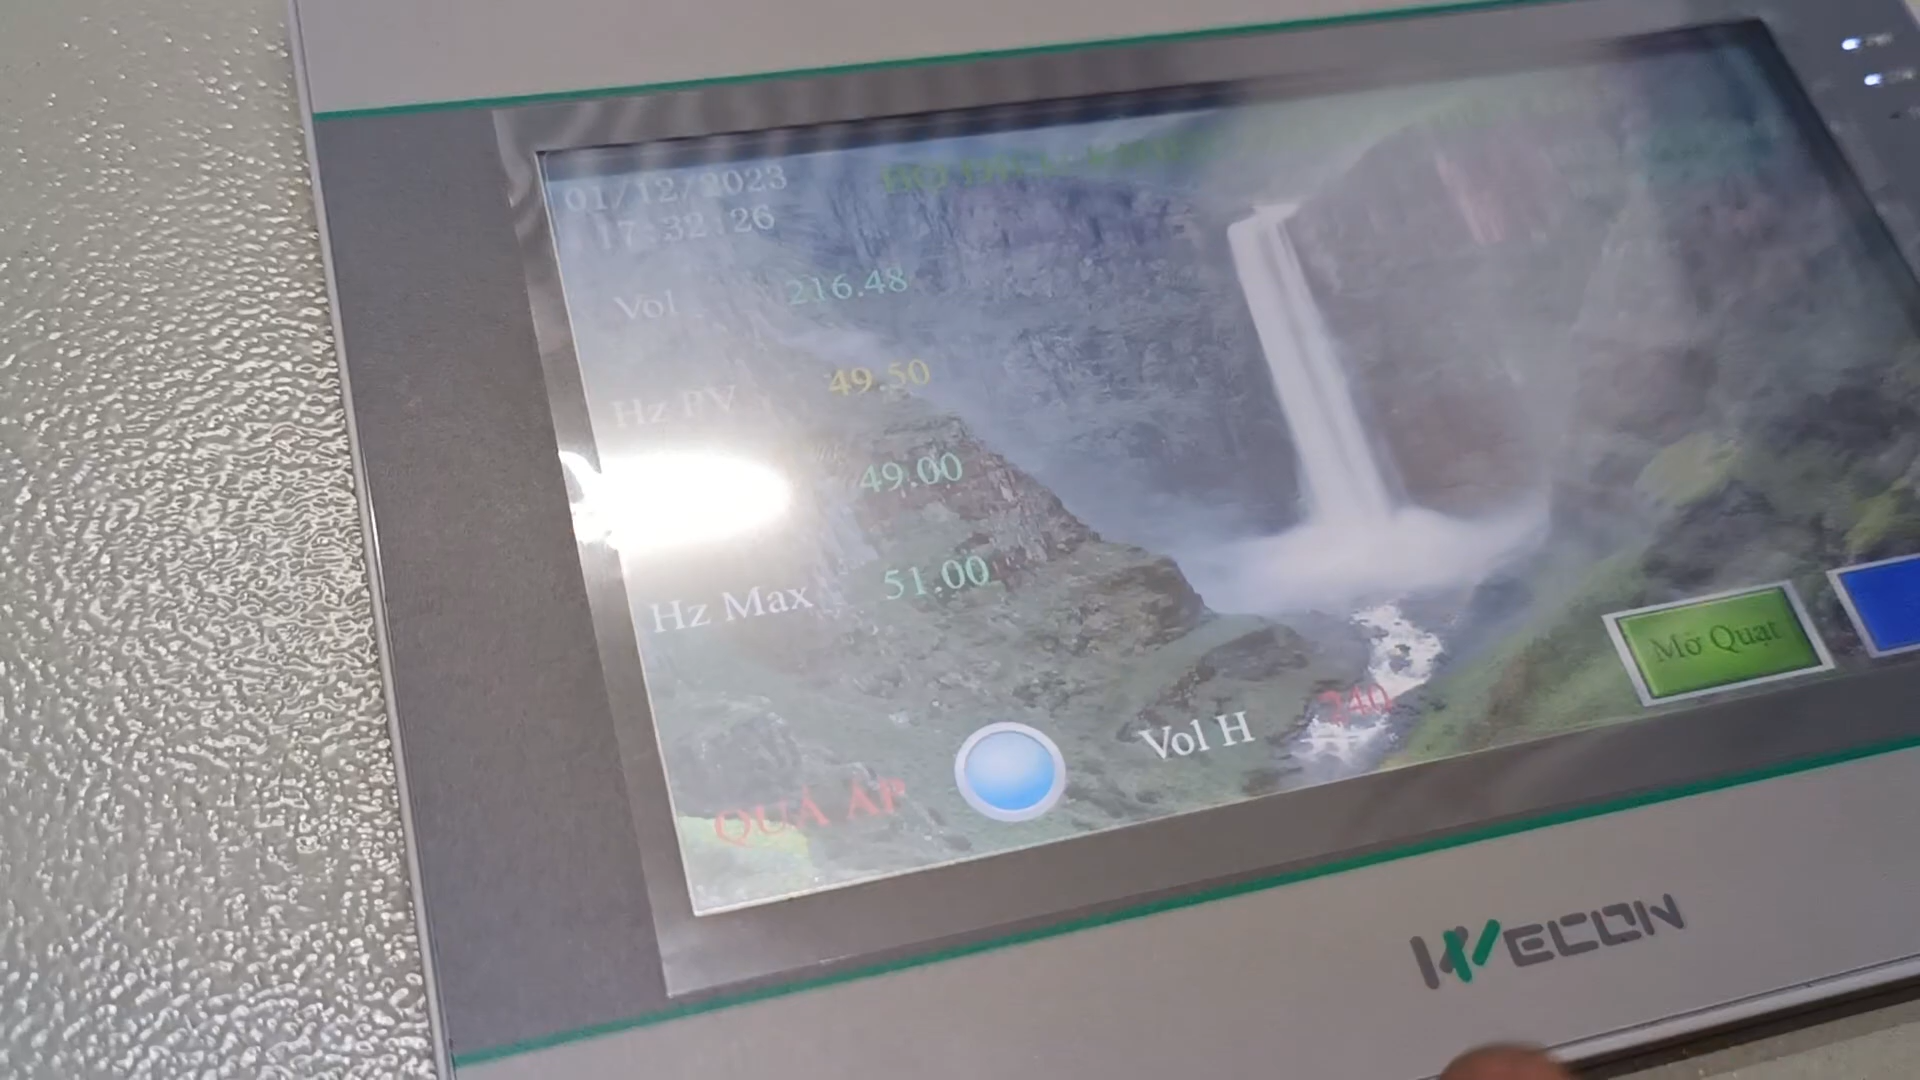 01/12/2023
17:32:26
Vol 216.48
Hz PV 49.50
49.00
Hz Max 51.00
Vol H 240
QUÁ ÁP
Mở Quạt
WECON